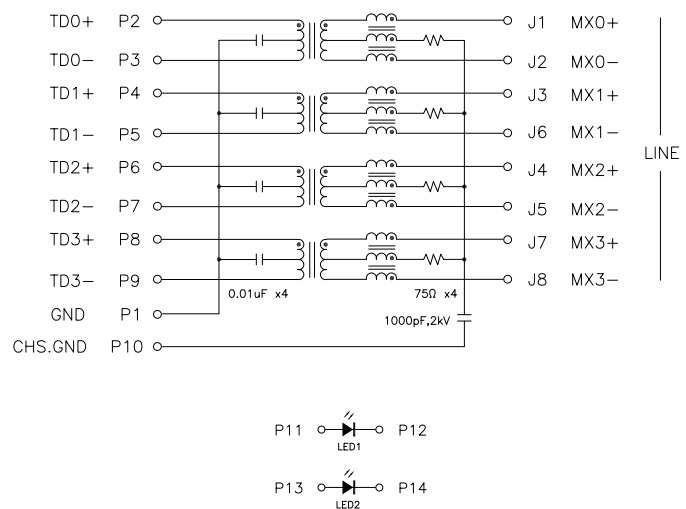 TD0+ P2 J1 MX0+
TD0- P3 J2 MX0-
TD1+ P4 J3 MX1+
TD1- P5 J6 MX1-
LINE
TD2+ P6 J4 MX2+
TD2- P7 J5 MX2-
TD3+ P8 J7 MX3+
TD3- P9 J8 MX3-
0.01uF x4 75Ω x4
GND P1
1000pF,2kV
CHS.GND P10
P11 P12
LED1
P13 P14
LED2